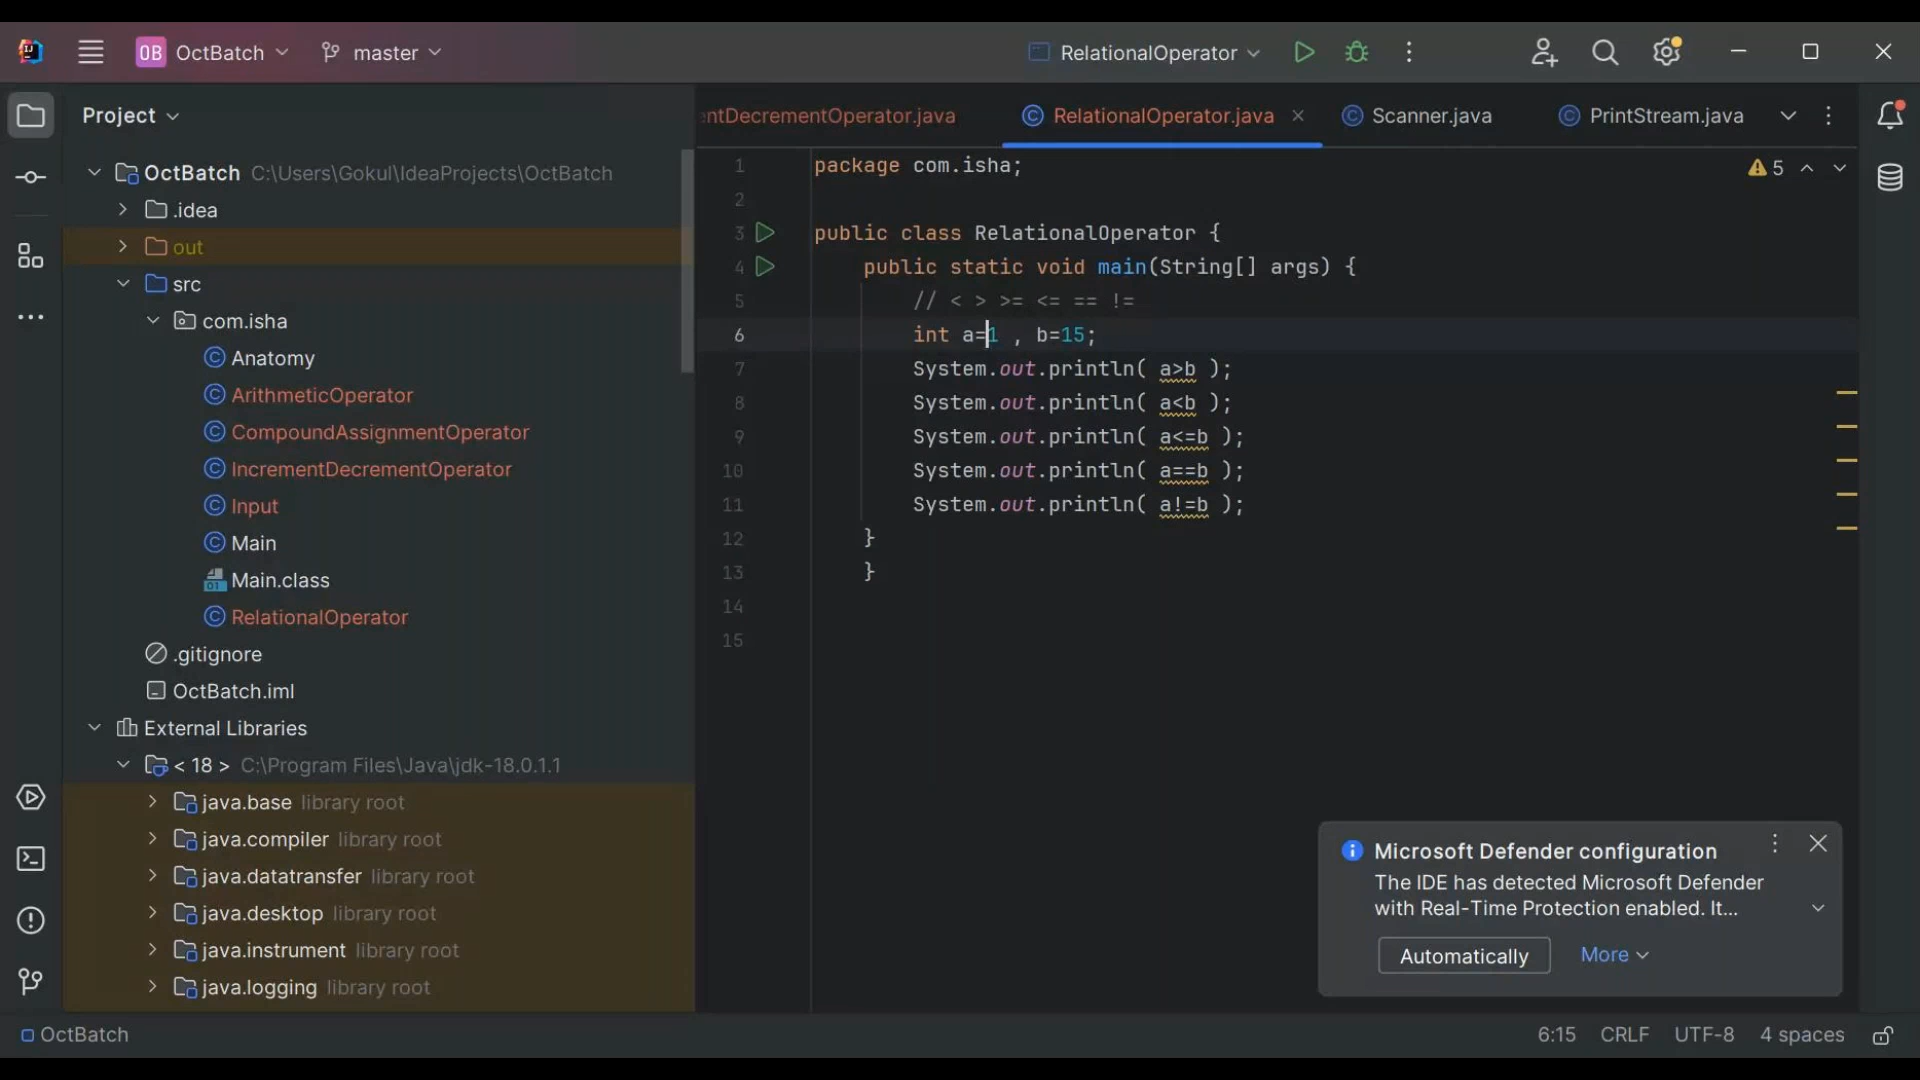 OB OctBatch master RelationalOperator
Project
ntDecrementOperator.java RelationalOperator.java Scanner.java PrintStream.java
OctBatch C:\Users\Gokul\IdeaProjects\OctBatch
.idea
out
src
com.isha
Anatomy
ArithmeticOperator
CompoundAssignmentOperator
IncrementDecrementOperator
Input
Main
Main.class
RelationalOperator
.gitignore
OctBatch.iml
External Libraries
< 18 > C:\Program Files\Java\jdk-18.0.1.1
java.base library root
java.compiler library root
java.datatransfer library root
java.desktop library root
java.instrument library root
java.logging library root
1 package com.isha;
5
2
3 public class RelationalOperator {
4 public static void main(String[] args) {
5 // < > >= <= == !=
6 int a=1 , b=15;
7 System.out.println( a>b );
8 System.out.println( a<b );
9 System.out.println( a<=b );
10 System.out.println( a==b );
11 System.out.println( a!=b );
12 }
13 }
14
15
Microsoft Defender configuration
The IDE has detected Microsoft Defender
with Real-Time Protection enabled. It...
Automatically More
OctBatch 6:15 CRLF UTF-8 4 spaces